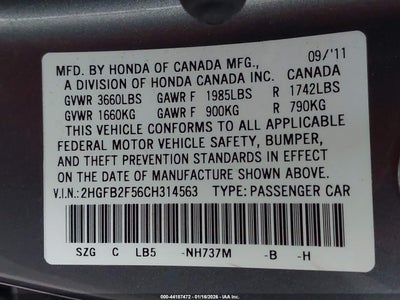 MFD. BY HONDA OF CANADA MFG., 09/'11
A DIVISION OF HONDA CANADA INC. CANADA
GVWR 3660LBS GAWR F 1985LBS R 1742LBS
GVWR 1660KG GAWR F 900KG R 790KG
THIS VEHICLE CONFORMS TO ALL APPLICABLE
FEDERAL MOTOR VEHICLE SAFETY, BUMPER,
AND THEFT PREVENTION STANDARDS IN EFFECT
ON THE DATE OF MANUFACTURE SHOWN ABOVE.
V.I.N.:2HGFB2F56CH314563 TYPE: PASSENGER CAR
SZG C LB5 -NH737M -B -H
000-44187472 - 01/16/2026 - IAA UNITED